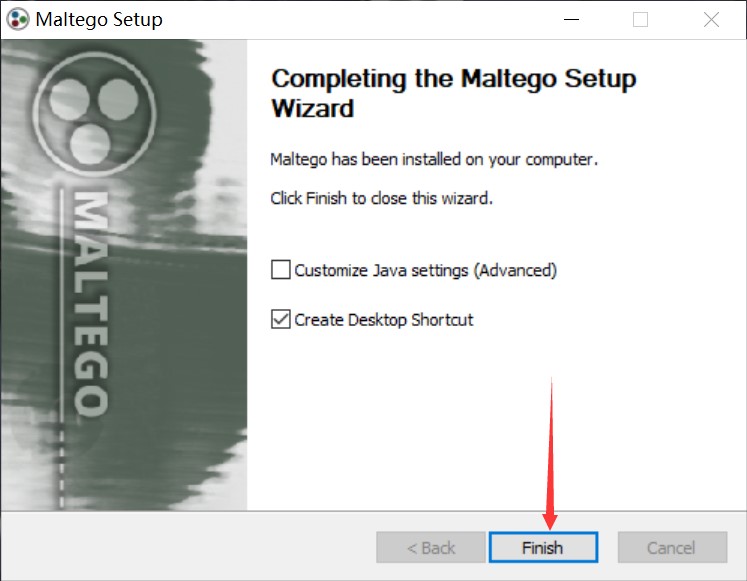 Maltego Setup
MALTEGO
Completing the Maltego Setup
Wizard
Maltego has been installed on your computer.
Click Finish to close this wizard.
Customize Java settings (Advanced)
Create Desktop Shortcut
< Back
Finish
Cancel